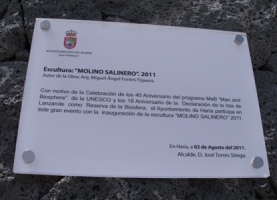 AYUNTAMIENTO DE HARÍA
Escultura: "MOLINO SALINERO". 2011
Autor de la Obra: Arq. Miguel Ángel Fontes Figuera.
Con motivo de la Celebración de los 40 Aniversario del programa MaB "Man and
Biosphere" de la UNESCO y los 18 Aniversario de la Declaración de la Isla de
Lanzarote como Reserva de la Biosfera; el Ayuntamiento de Haría participa en
éste gran evento con la inauguración de la escultura "MOLINO SALINERO" 2011.
En Haría, a 02 de Agosto del 2011.
Alcalde, D. José Torres Stinga.